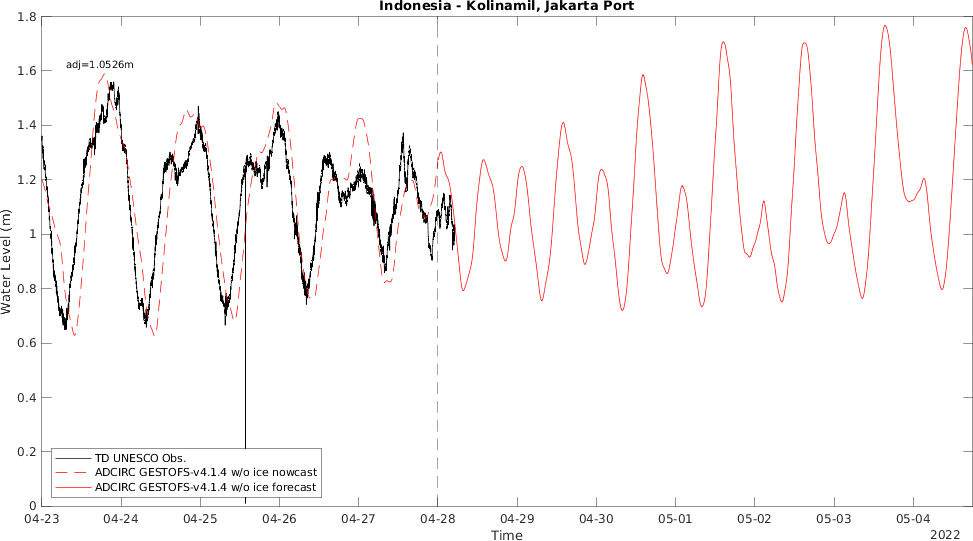 Indonesia - Kolinamil, Jakarta Port
1.8
1.6
1.4
1.2
1
0.8
0.6
0.4
0.2
0
Water Level (m)
adj=1.0526m
TD UNESCO Obs.
ADCIRC GESTOFS-v4.1.4 w/o ice nowcast
ADCIRC GESTOFS-v4.1.4 w/o ice forecast
04-23 04-24 04-25 04-26 04-27 04-28 04-29 04-30 05-01 05-02 05-03 05-04
Time
2022